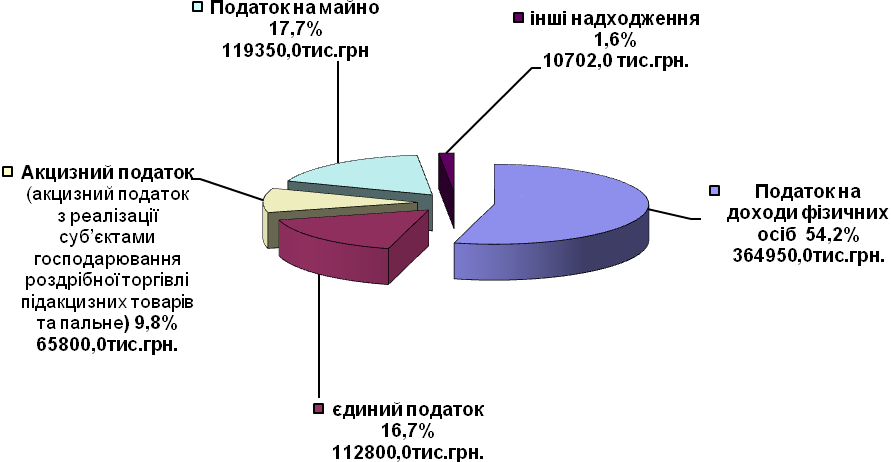 Податок на майно
17,7%
119350,0тис.грн
інші надходження
1,6%
10702,0 тис.грн.
Акцизний податок
(акцизний податок
з реалізації
суб’єктами
господарювання
роздрібної торгівлі
підакцизних товарів
та пальне) 9,8%
65800,0тис.грн.
Податок на
доходи фізичних
осіб 54,2%
364950,0тис.грн.
єдиний податок
16,7%
112800,0тис.грн.